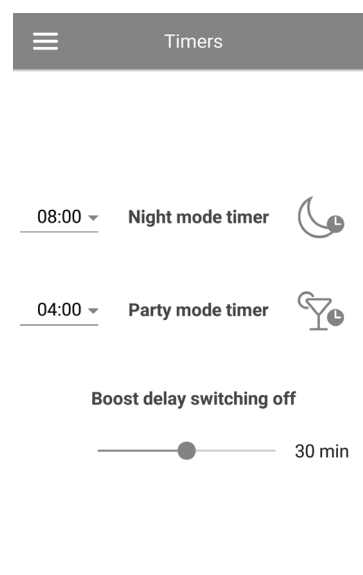 Timers
08:00 Night mode timer
04:00 Party mode timer
Boost delay switching off
30 min